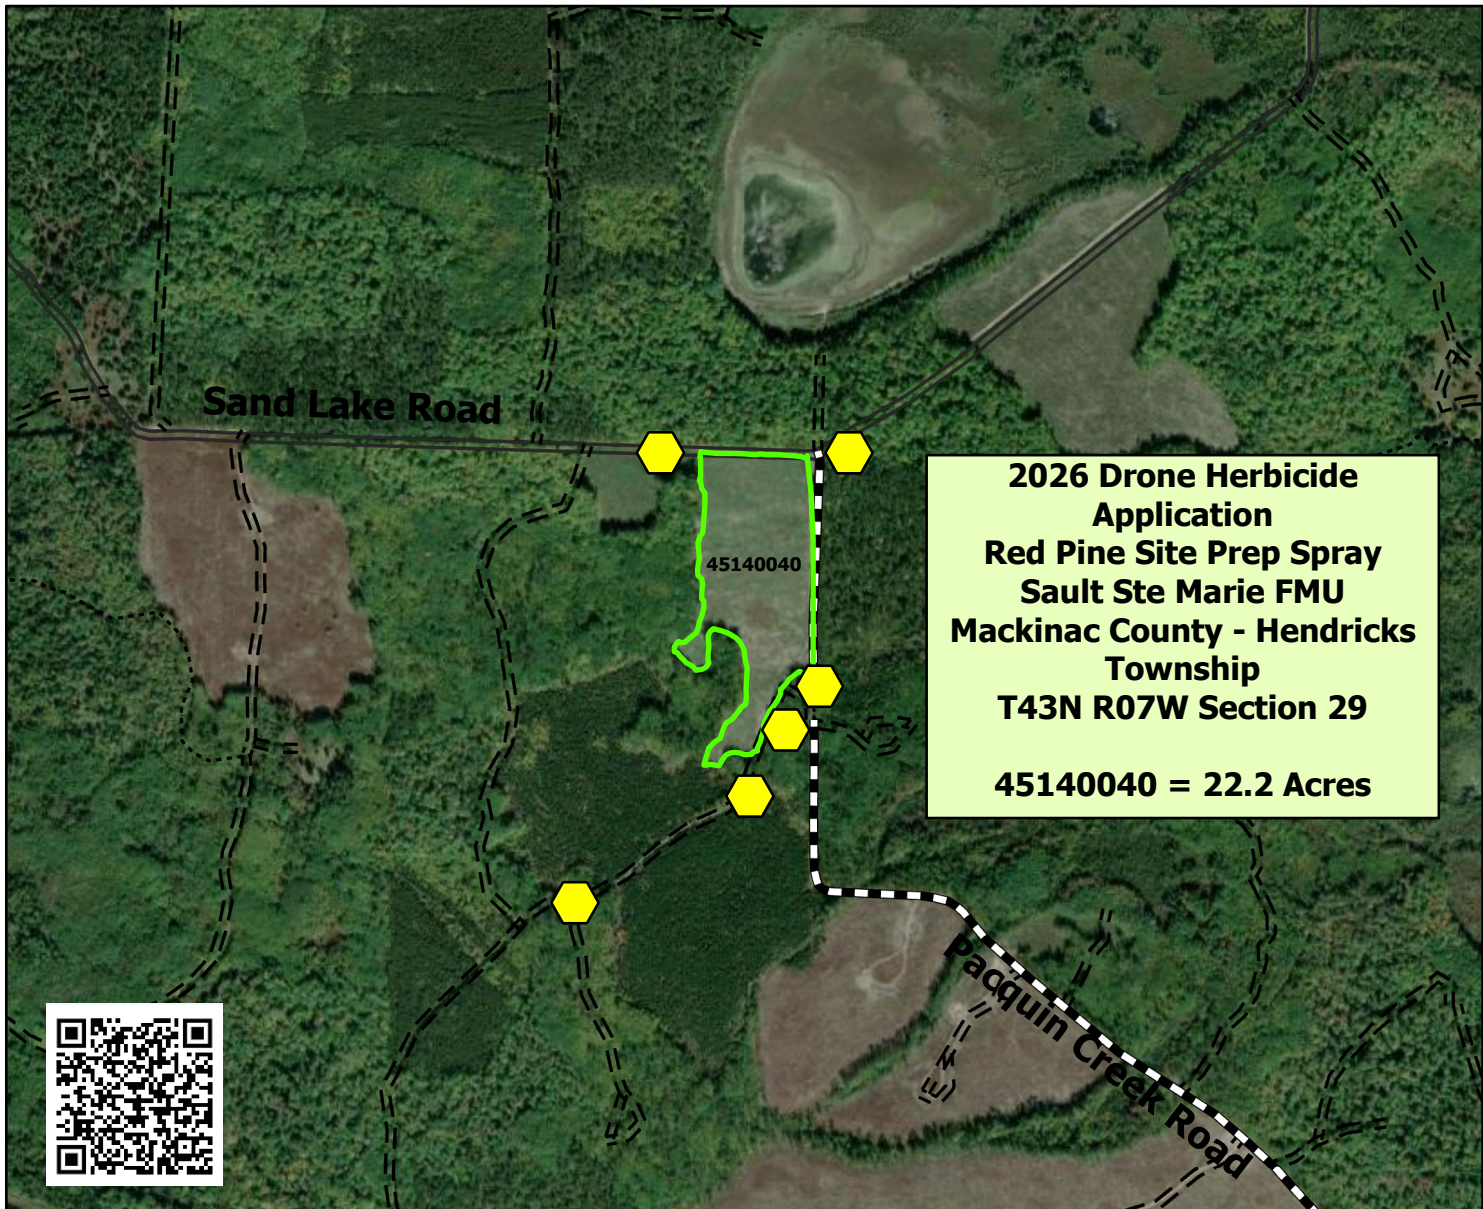 Sand Lake Road
45140040
2026 Drone Herbicide
Application
Red Pine Site Prep Spray
Sault Ste Marie FMU
Mackinac County - Hendricks
Township
T43N R07W Section 29
45140040 = 22.2 Acres
Pacquin Creek Road